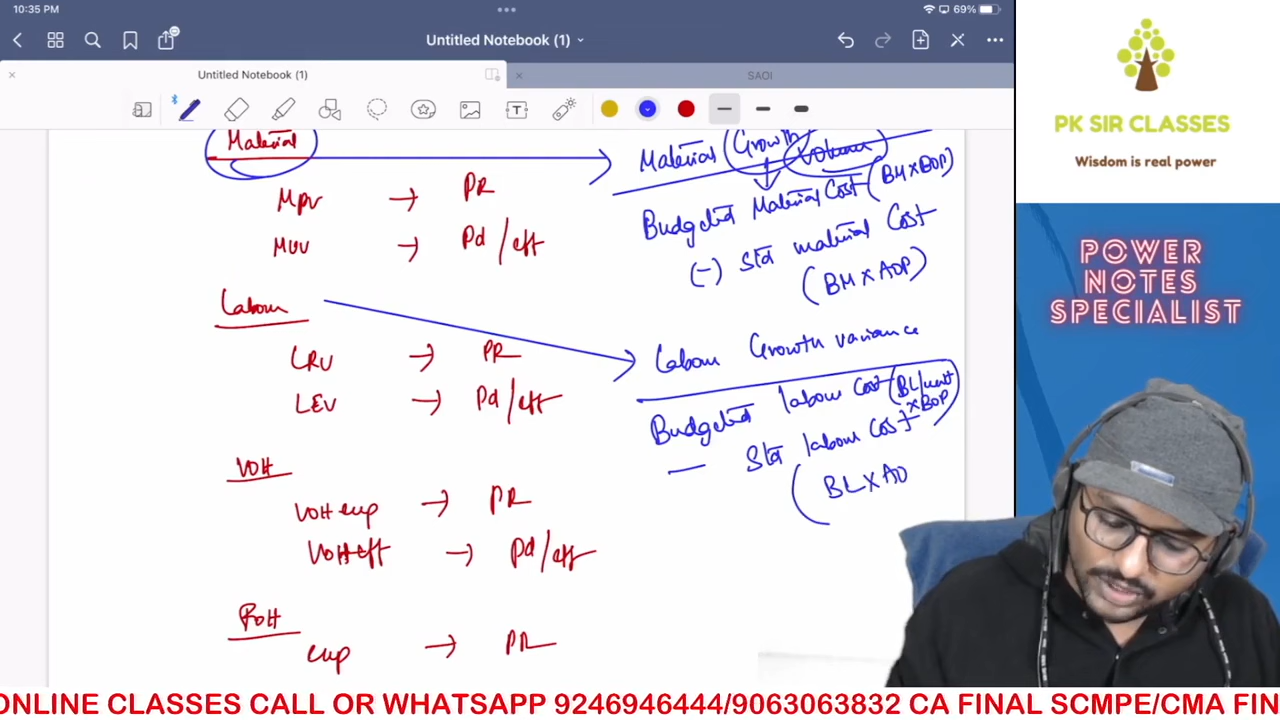 10:35 PM
69%
Untitled Notebook (1)
Untitled Notebook (1)
SAOI
Material
MPV → PR
MUV → Pd/eff
Labour
LRV → PR
LEV → Pd/eff
VOH
VOH exp → PR
VOH eff → Pd/eff
FOH
exp → PR
Material Growth/Volume
Budgeted Material Cost (BM×BOP)
(-) Std material Cost
(BM×AOP)
Labour Growth variance
Budgeted labour Cost (BL/unit
×BOP)
— Std labour Cost
(BL×AO
PK SIR CLASSES
Wisdom is real power
POWER
NOTES
SPECIALIST
ONLINE CLASSES CALL OR WHATSAPP 9246946444/9063063832 CA FINAL SCMPE/CMA FIN